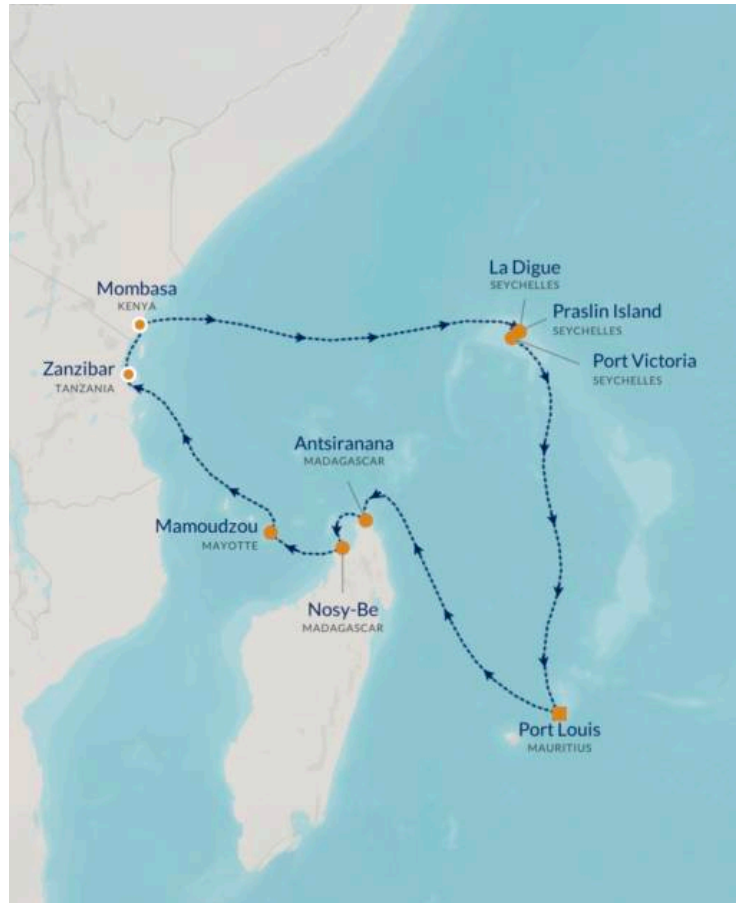 La Digue
SEYCHELLES
Mombasa
KENYA
Praslin Island
SEYCHELLES
Port Victoria
SEYCHELLES
Zanzibar
TANZANIA
Antsiranana
MADAGASCAR
Mamoudzou
MAYOTTE
Nosy-Be
MADAGASCAR
Port Louis
MAURITIUS